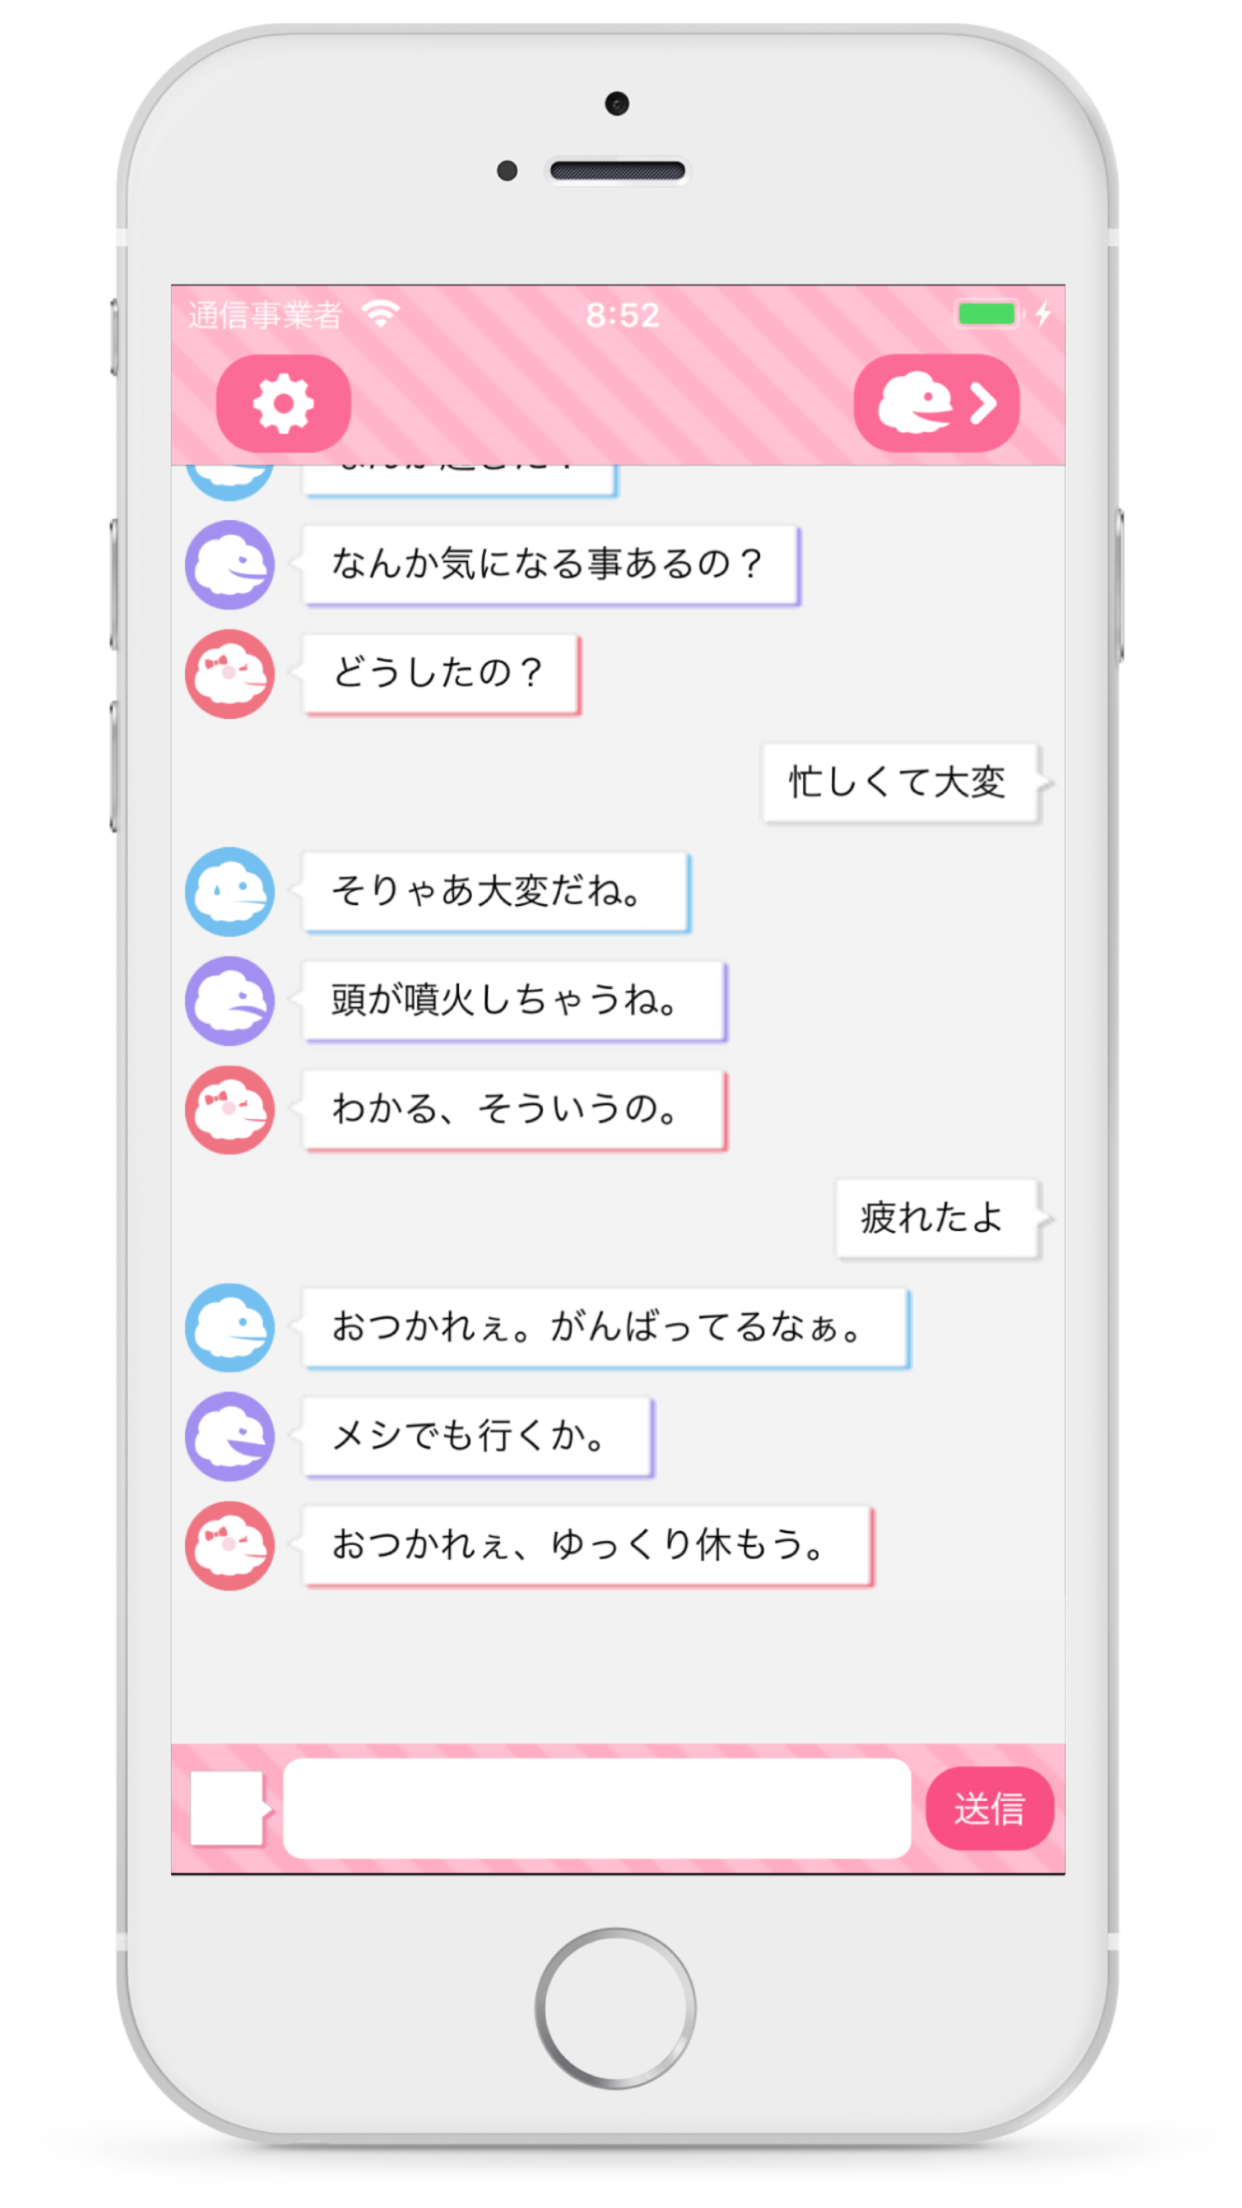 通信事業者
8:52
なんか気になる事あるの？
どうしたの？
忙しくて大変
そりゃあ大変だね。
頭が噴火しちゃうね。
わかる、そういうの。
疲れたよ
おつかれぇ。がんばってるなぁ。
メシでも行くか。
おつかれぇ、ゆっくり休もう。
送信